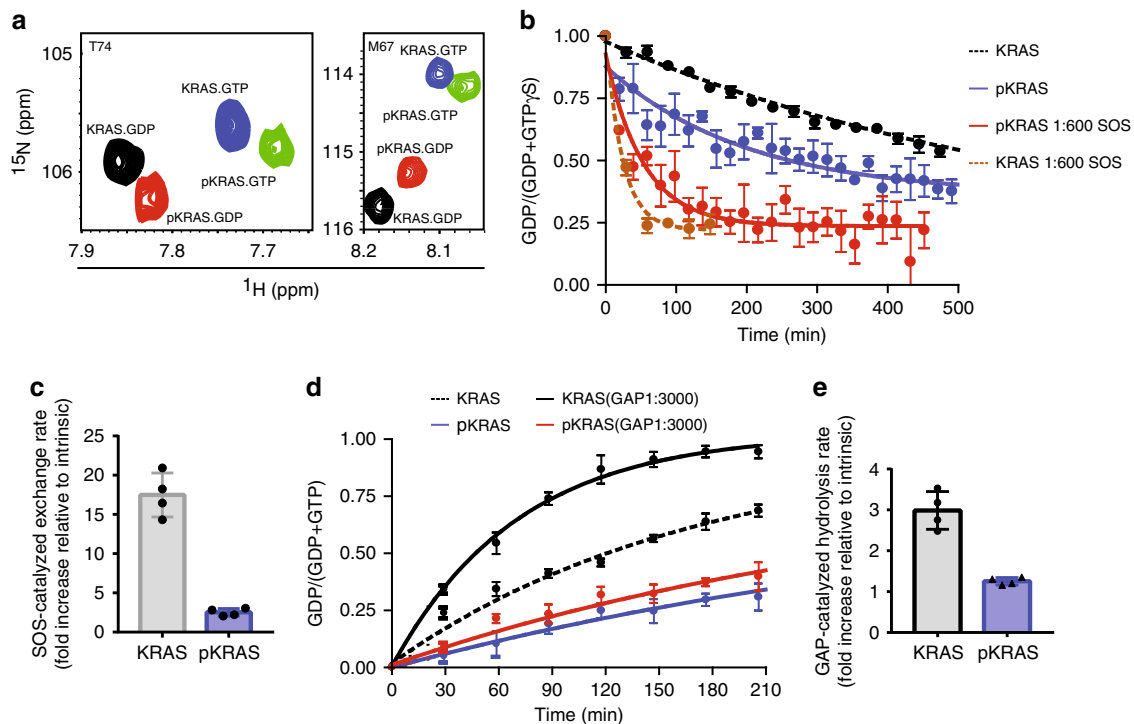 a
T74
105
106
15N (ppm)
KRAS.GDP
pKRAS.GDP
KRAS.GTP
pKRAS.GTP
7.9
7.8
7.7
M67
114
115
116
KRAS.GTP
pKRAS.GTP
pKRAS.GDP
KRAS.GDP
8.2
8.1
1H (ppm)
b
GDP/(GDP+GTPγS)
1.00
0.75
0.50
0.25
0.00
0 100 200 300 400 500
Time (min)
KRAS
pKRAS
pKRAS 1:600 SOS
KRAS 1:600 SOS
c
SOS-catalyzed exchange rate
(fold increase relative to intrinsic)
25
20
15
10
5
0
KRAS pKRAS
d
KRAS
KRAS(GAP1:3000)
pKRAS
pKRAS(GAP1:3000)
GDP/(GDP+GTP)
1.00
0.75
0.50
0.25
0.00
0 30 60 90 120 150 180 210
Time (min)
e
GAP-catalyzed hydrolysis rate
(fold increase relative to intrinsic)
4
3
2
1
0
KRAS pKRAS